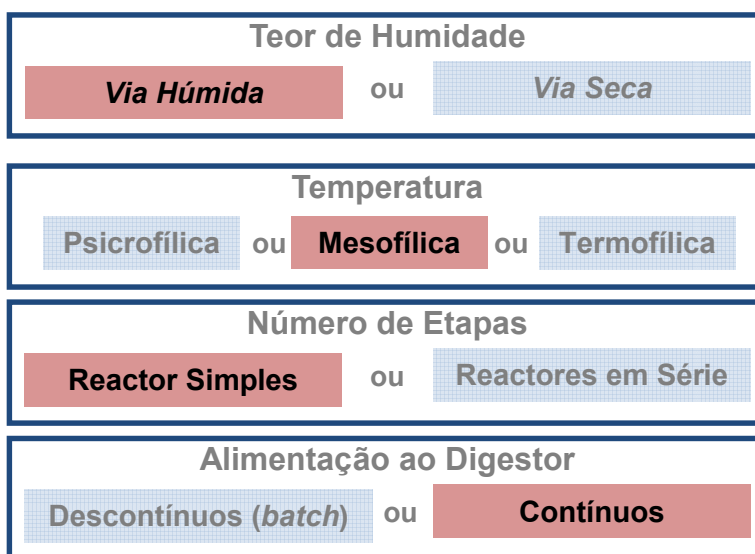 Teor de Humidade
Via Húmida ou Via Seca
Temperatura
Psicrofílica ou Mesofílica ou Termofílica
Número de Etapas
Reactor Simples ou Reactores em Série
Alimentação ao Digestor
Descontínuos (batch) ou Contínuos